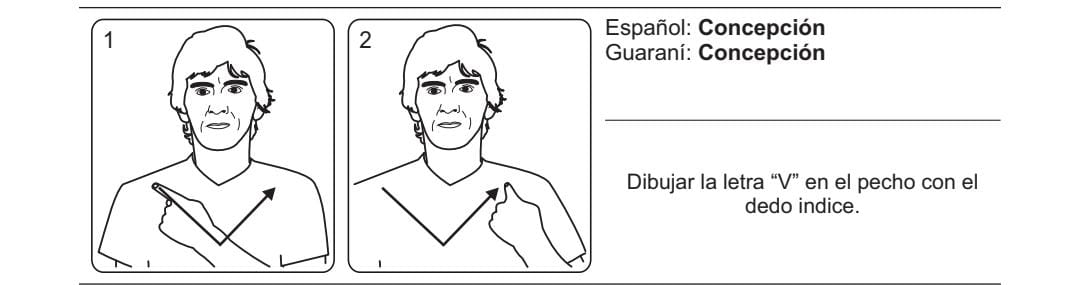 1
2
Español: Concepción
Guaraní: Concepción
Dibujar la letra “V” en el pecho con el
dedo indice.